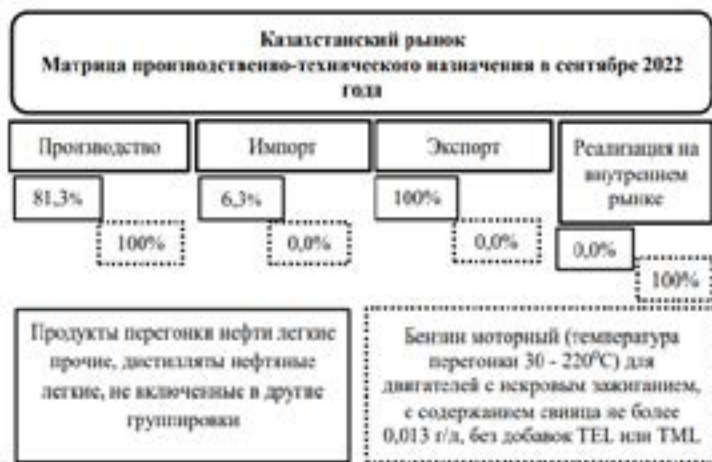 Казахстанский рынок
Матрица производственно-технического назначения в сентябре 2022
года
Производство
Импорт
Экспорт
Реализация на
внутреннем
рынке
81,3%
6,3%
100%
0,0%
100%
0,0%
0,0%
100%
Продукты перегонки нефти легкие
прочие, дистилляты нефтяные
легкие, не включенные в другие
группировки
Бензин моторный (температура
перегонки 30 - 220⁰С) для
двигателей с искровым зажиганием,
с содержанием свинца не более
0,013 г/л, без добавок TEL или TML